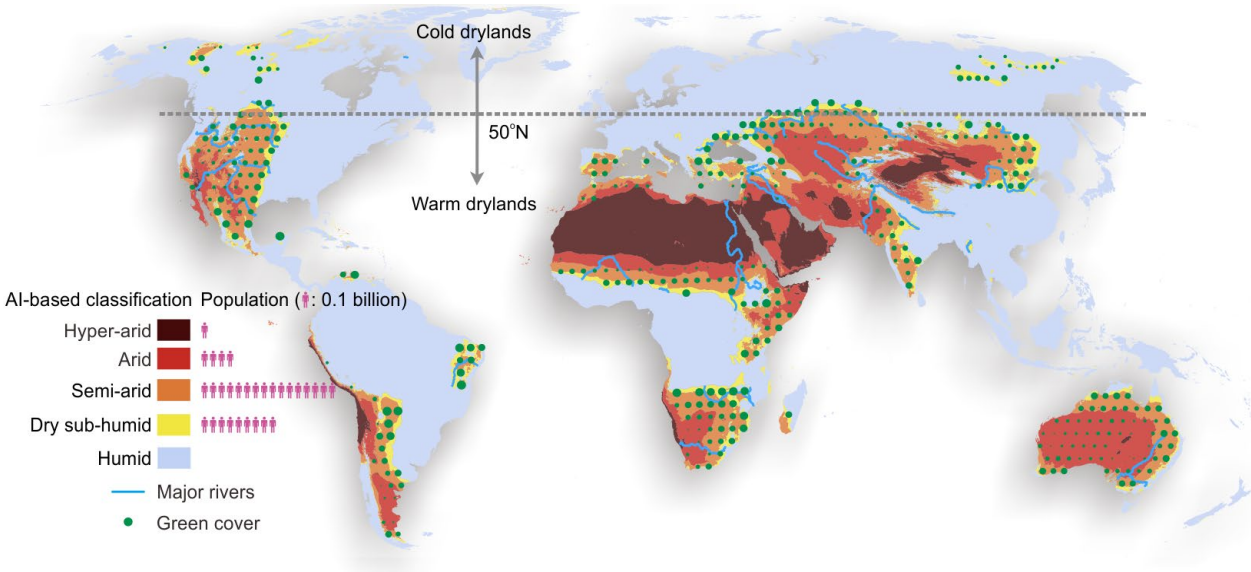 Cold drylands
50°N
Warm drylands
AI-based classification Population ( : 0.1 billion)
Hyper-arid
Arid
Semi-arid
Dry sub-humid
Humid
Major rivers
Green cover